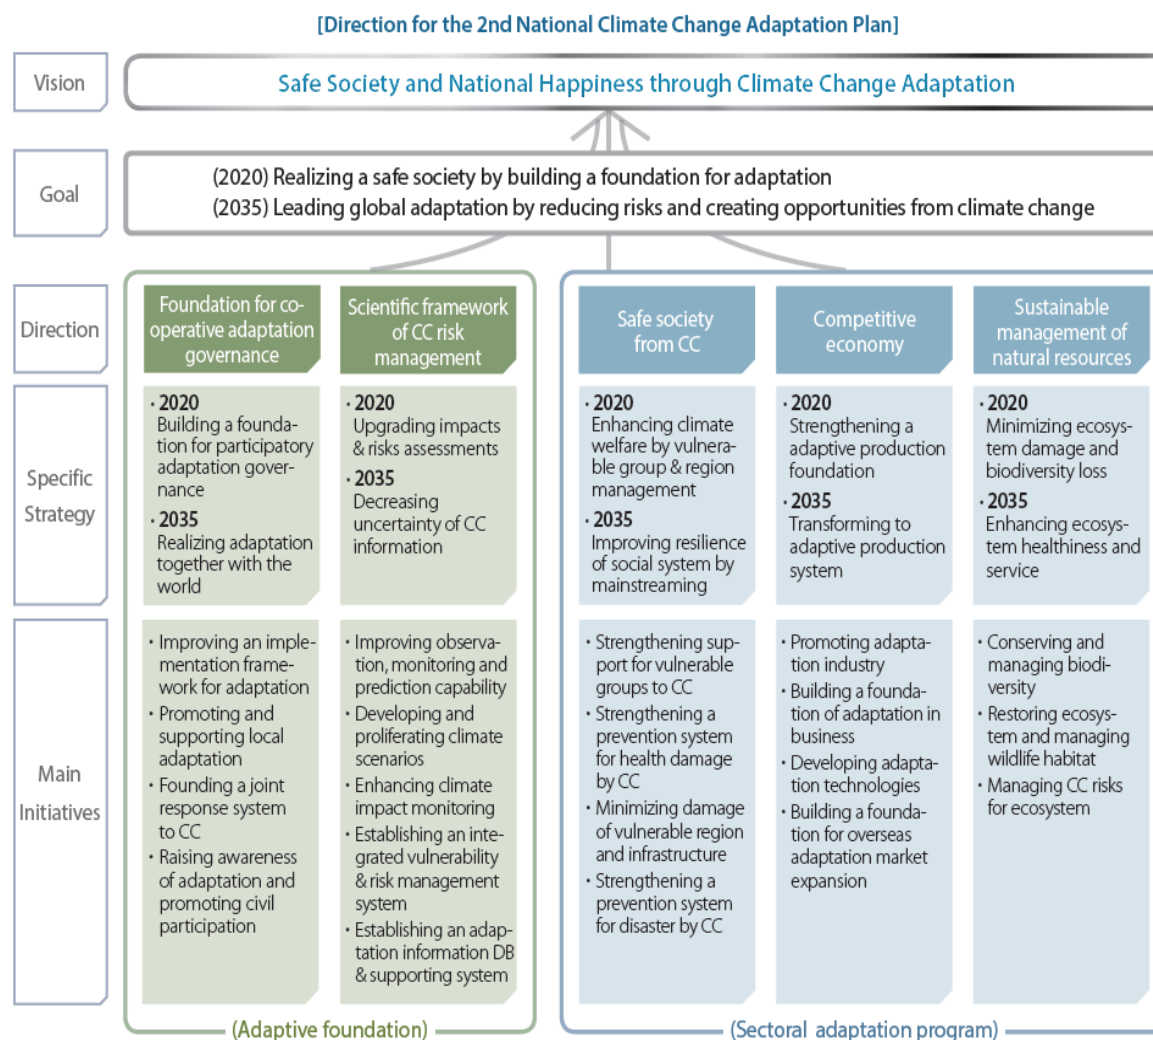 [Direction for the 2nd National Climate Change Adaptation Plan]
Vision
Safe Society and National Happiness through Climate Change Adaptation
Goal
(2020) Realizing a safe society by building a foundation for adaptation
(2035) Leading global adaptation by reducing risks and creating opportunities from climate change
Direction
Foundation for co-
operative adaptation
governance
Scientific framework
of CC risk
management
Safe society
from CC
Competitive
economy
Sustainable
management of
natural resources
Specific
Strategy
· 2020
Building a founda-
tion for participatory
adaptation gover-
nance
· 2035
Realizing adaptation
together with the
world
· 2020
Upgrading impacts
& risks assessments
· 2035
Decreasing
uncertainty of CC
information
· 2020
Enhancing climate
welfare by vulnera-
ble group & region
management
· 2035
Improving resilience
of social system by
mainstreaming
· 2020
Strengthening a
adaptive production
foundation
· 2035
Transforming to
adaptive production
system
· 2020
Minimizing ecosys-
tem damage and
biodiversity loss
· 2035
Enhancing ecosys-
tem healthiness and
service
Main
Initiatives
· Improving an imple-
mentation frame-
work for adaptation
· Promoting and
supporting local
adaptation
· Founding a joint
response system
to CC
· Raising awareness
of adaptation and
promoting civil
participation
· Improving observa-
tion, monitoring and
prediction capability
· Developing and
proliferating climate
scenarios
· Enhancing climate
impact monitoring
· Establishing an inte-
grated vulnerability
& risk management
system
· Establishing an adap-
tation information DB
& supporting system
· Strengthening sup-
port for vulnerable
groups to CC
· Strengthening a
prevention system
for health damage
by CC
· Minimizing damage
of vulnerable region
and infrastructure
· Strengthening a
prevention system
for disaster by CC
· Promoting adapta-
tion industry
· Building a founda-
tion of adaptation in
business
· Developing adapta-
tion technologies
· Building a
foundation
for overseas
adaptation market
expansion
· Conserving and
managing biodi-
versity
· Restoring ecosys-
tem and managing
wildlife habitat
· Managing CC risks
for ecosystem
(Adaptive foundation)
(Sectoral adaptation program)